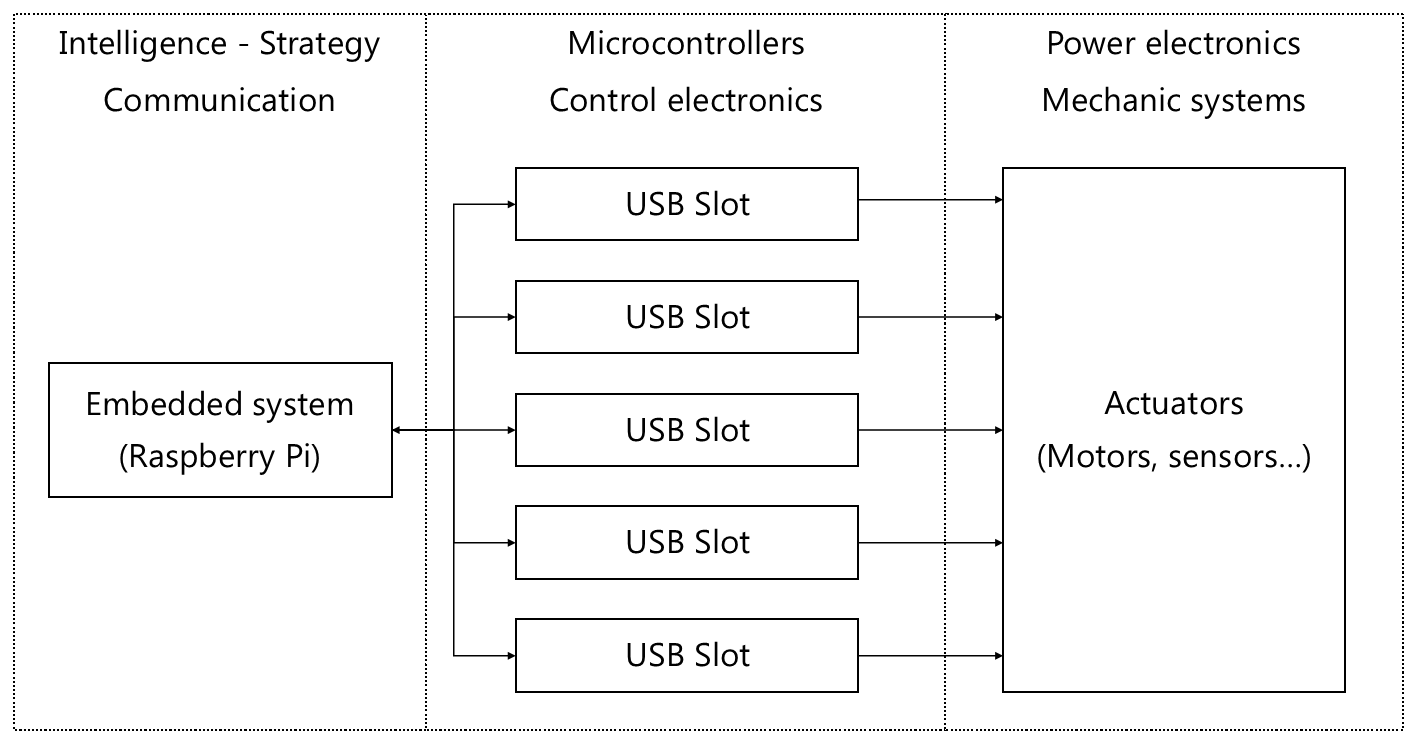 Intelligence - Strategy
Communication
Microcontrollers
Control electronics
Power electronics
Mechanic systems
Embedded system
(Raspberry Pi)
USB Slot
USB Slot
USB Slot
USB Slot
USB Slot
Actuators
(Motors, sensors...)